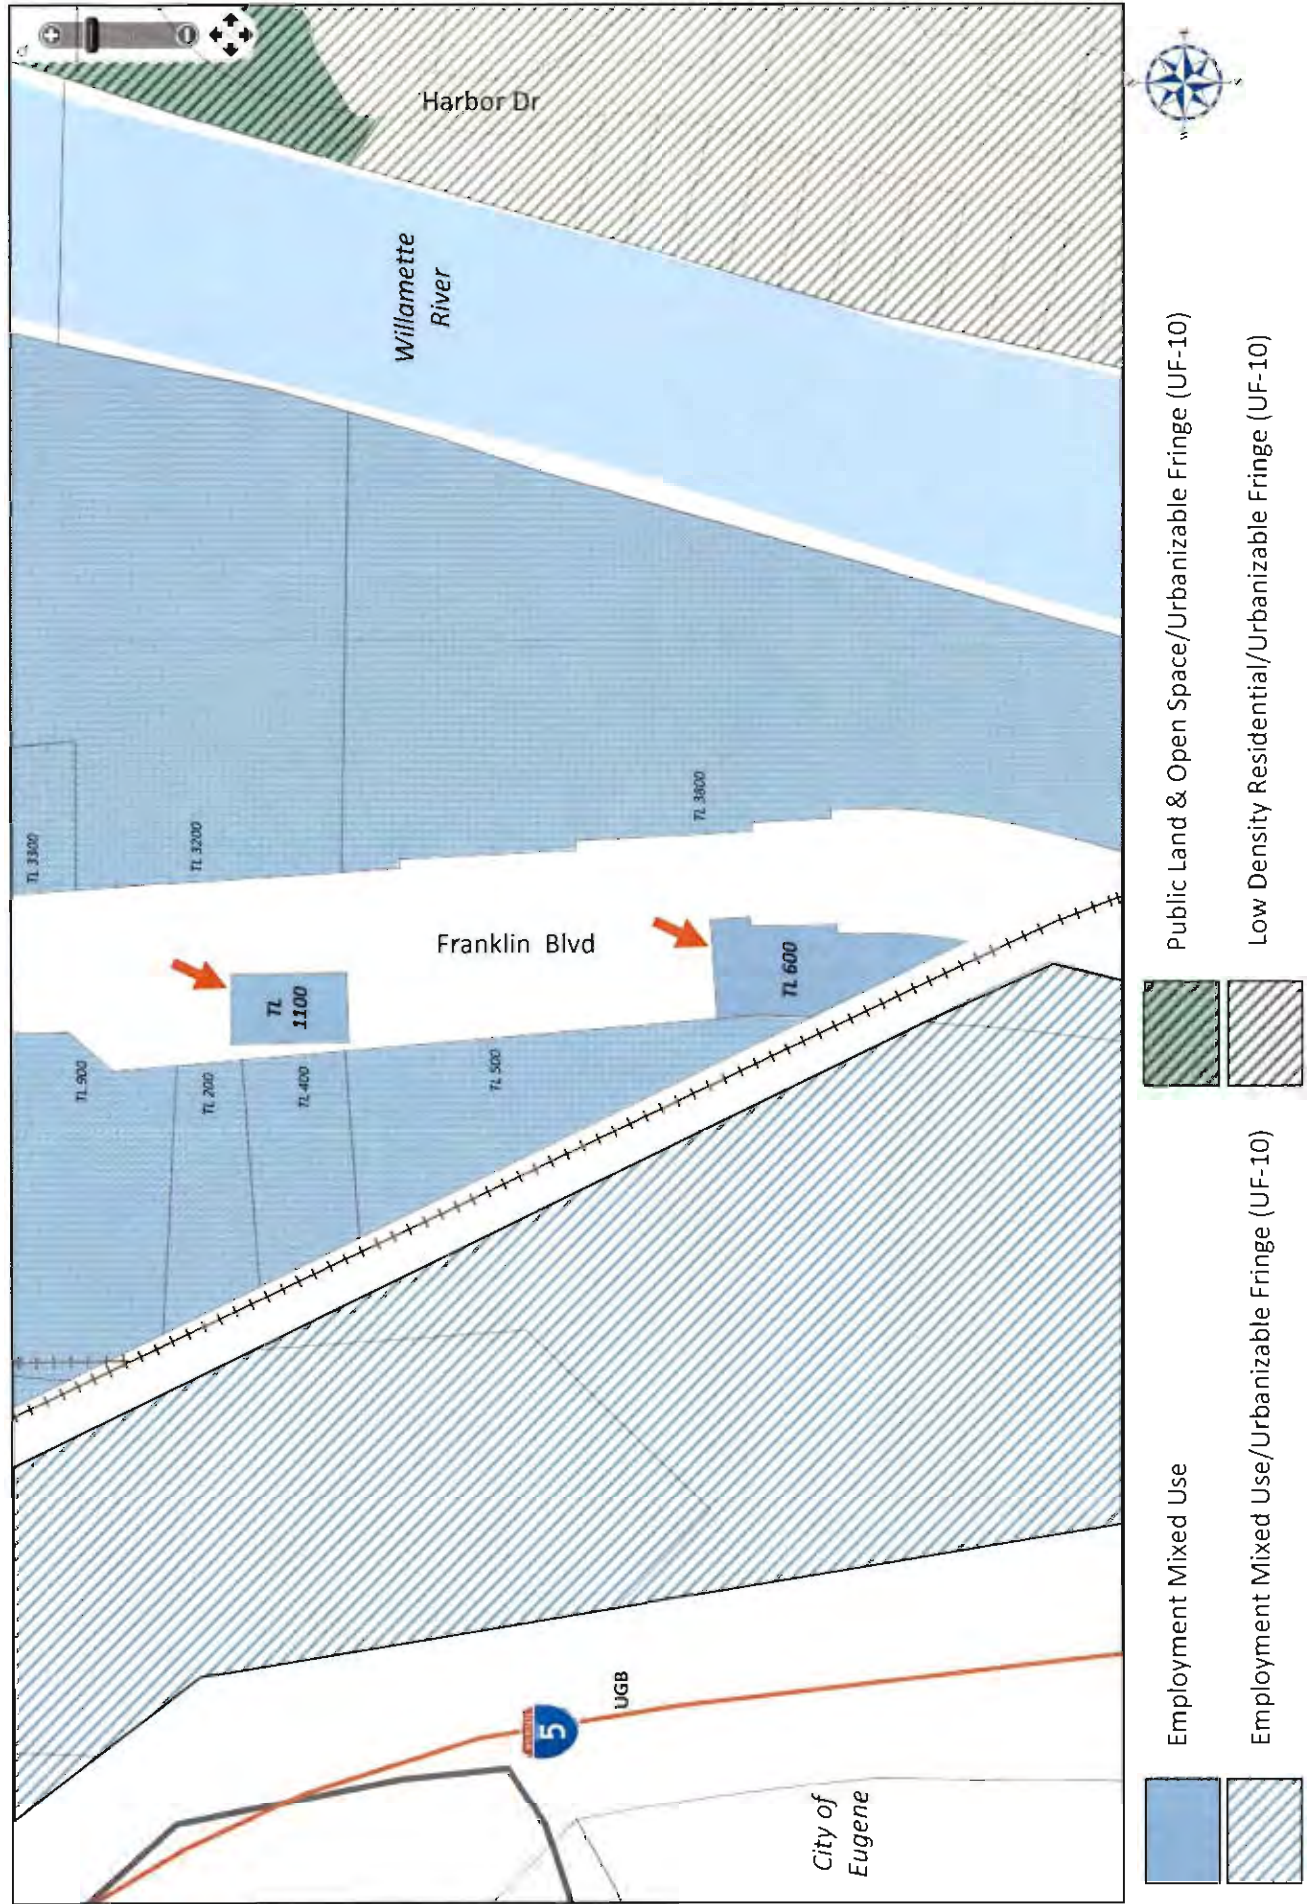 TL 3300
TL 900
TL 3200
TL 200
TL
1100
TL 400
Harbor Dr
Willamette
River
Franklin Blvd
TL 500
5
UGB
TL 3800
TL 600
City of
Eugene
Employment Mixed Use
Public Land & Open Space/Urbanizable Fringe (UF-10)
Employment Mixed Use/Urbanizable Fringe (UF-10)
Low Density Residential/Urbanizable Fringe (UF-10)